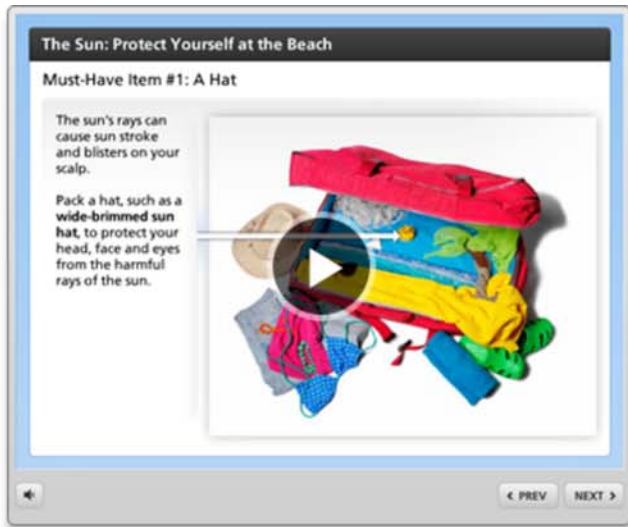 The Sun: Protect Yourself at the Beach
Must-Have Item #1: A Hat
The sun's rays can
cause sun stroke
and blisters on your
scalp.
Pack a hat, such as a
wide-brimmed sun
hat, to protect your
head, face and eyes
from the harmful
rays of the sun.
PREV
NEXT